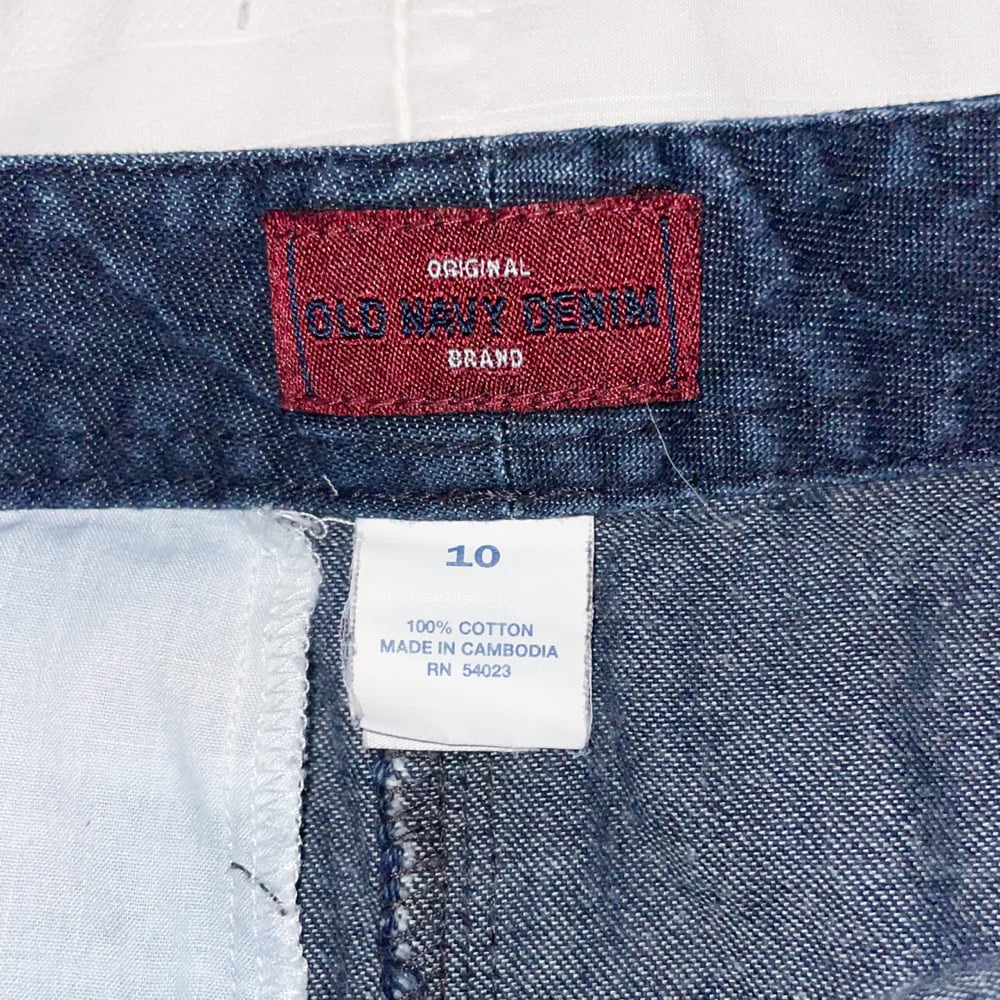 ORIGINAL
OLD NAVY DENIM
BRAND
10
100% COTTON
MADE IN CAMBODIA
RN 54023